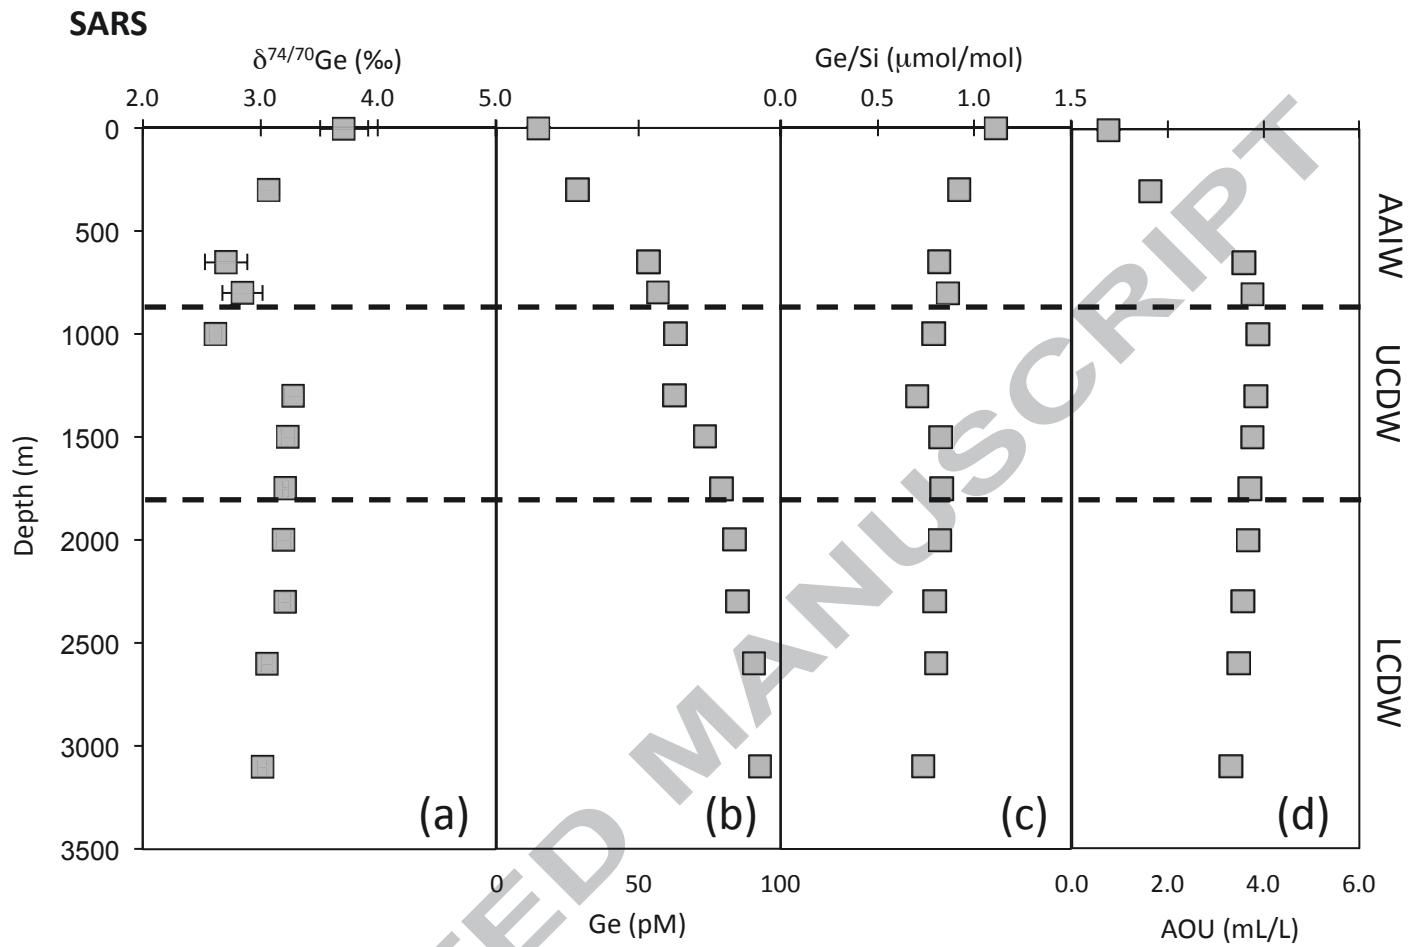 SARS
δ74/70Ge (‰)
Ge/Si (μmol/mol)
2.0 3.0 4.0 5.0 0.0 0.5 1.0 1.5
0
500
1000
1500
2000
2500
3000
3500
Depth (m)
AAIW
UCDW
LCDW
(a) (b) (c) (d)
0 50 100 0.0 2.0 4.0 6.0
Ge (pM)
AOU (mL/L)
TED MANUSCRIPT